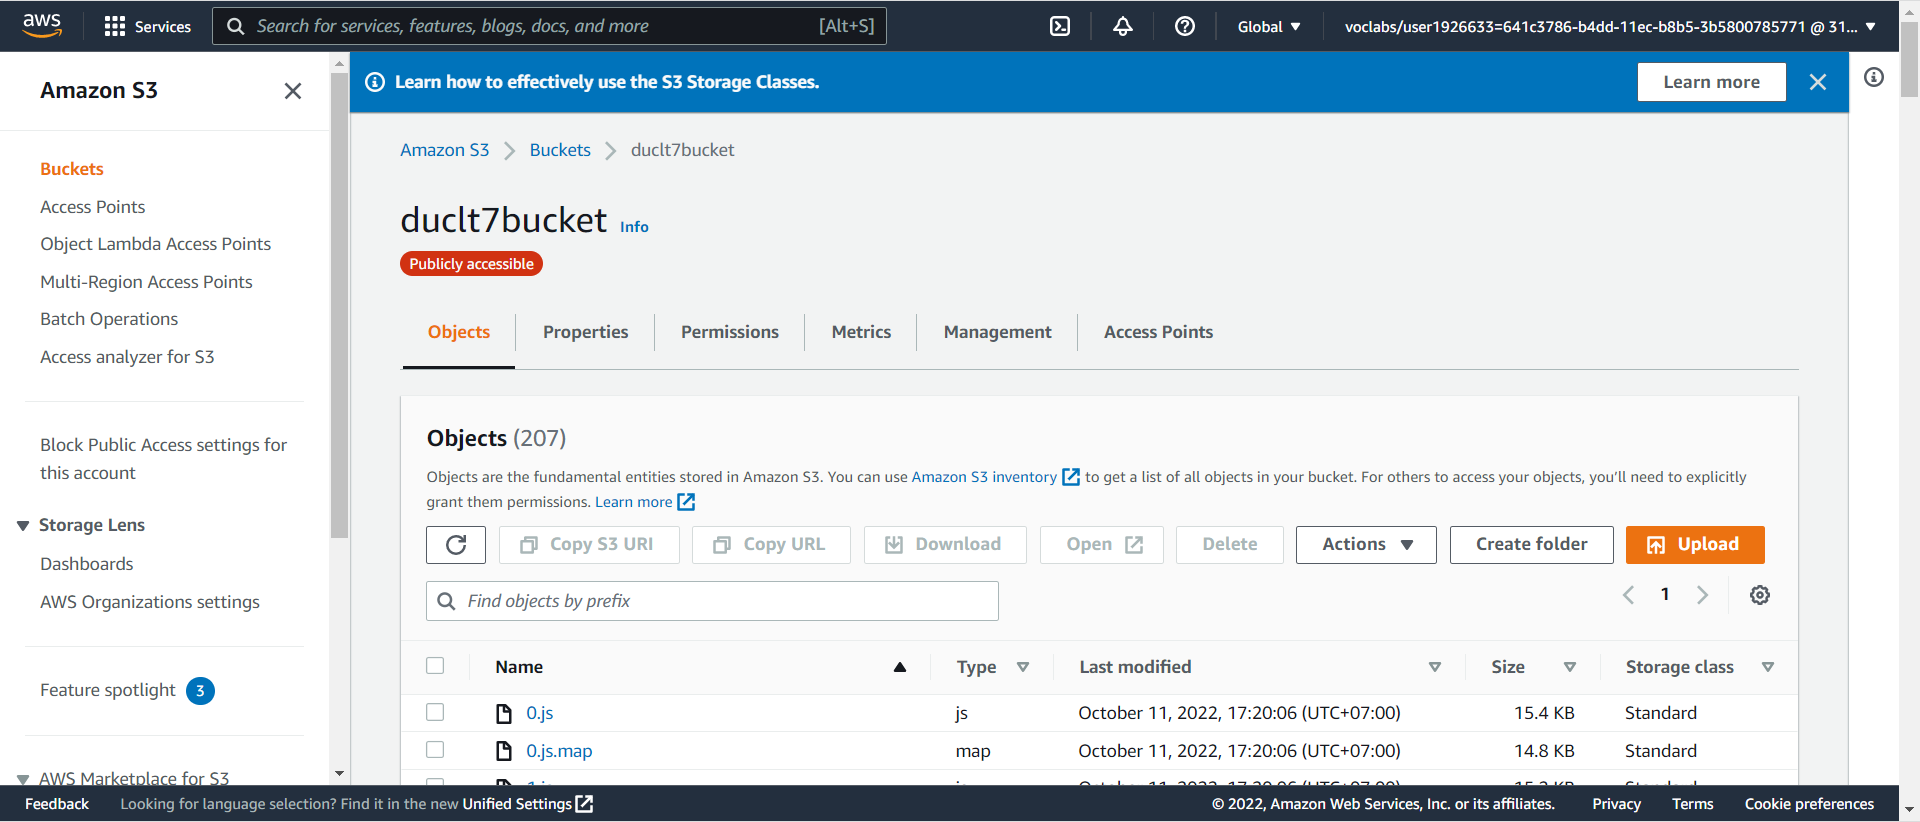 aws
Services
Search for services, features, blogs, docs, and more
[Alt+S]
Global
voclabs/user1926633=641c3786-b4dd-11ec-b8b5-3b5800785771 @ 31...
Amazon S3
Learn how to effectively use the S3 Storage Classes.
Learn more
Buckets
Access Points
Object Lambda Access Points
Multi-Region Access Points
Batch Operations
Access analyzer for S3
Block Public Access settings for
this account
Storage Lens
Dashboards
AWS Organizations settings
Feature spotlight 3
AWS Marketplace for S3
Amazon S3 Buckets duclt7bucket
duclt7bucket Info
Publicly accessible
Objects Properties Permissions Metrics Management Access Points
Objects (207)
Objects are the fundamental entities stored in Amazon S3. You can use Amazon S3 inventory to get a list of all objects in your bucket. For others to access your objects, you'll need to explicitly
grant them permissions. Learn more
Copy S3 URI Copy URL Download Open Delete Actions Create folder Upload
Find objects by prefix
1
Name Type Last modified Size Storage class
0.js js October 11, 2022, 17:20:06 (UTC+07:00) 15.4 KB Standard
0.js.map map October 11, 2022, 17:20:06 (UTC+07:00) 14.8 KB Standard
Feedback Looking for language selection? Find it in the new Unified Settings
© 2022, Amazon Web Services, Inc. or its affiliates. Privacy Terms Cookie preferences